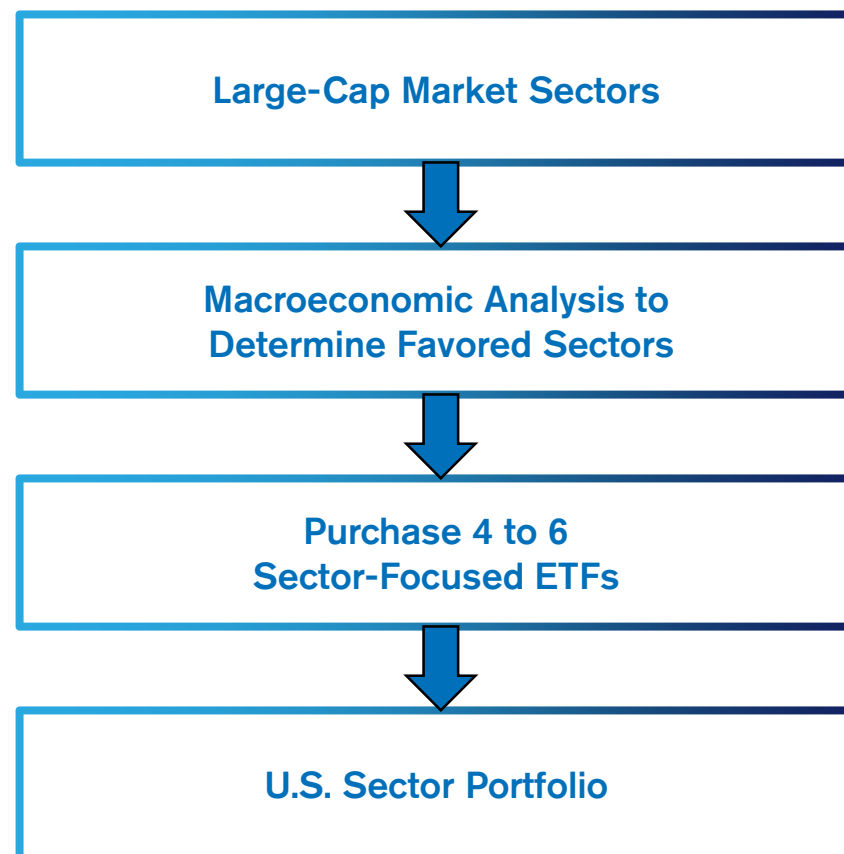 Large-Cap Market Sectors
Macroeconomic Analysis to
Determine Favored Sectors
Purchase 4 to 6
Sector-Focused ETFs
U.S. Sector Portfolio